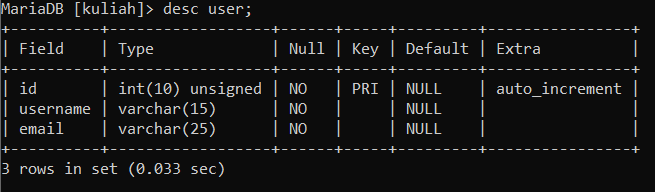 MariaDB [kuliah]> desc user;
+----------+------------------+------+-----+---------+----------------+
| Field    | Type             | Null | Key | Default | Extra          |
+----------+------------------+------+-----+---------+----------------+
| id       | int(10) unsigned | NO   | PRI | NULL    | auto_increment |
| username | varchar(15)      | NO   |     | NULL    |                |
| email    | varchar(25)      | NO   |     | NULL    |                |
+----------+------------------+------+-----+---------+----------------+
3 rows in set (0.033 sec)